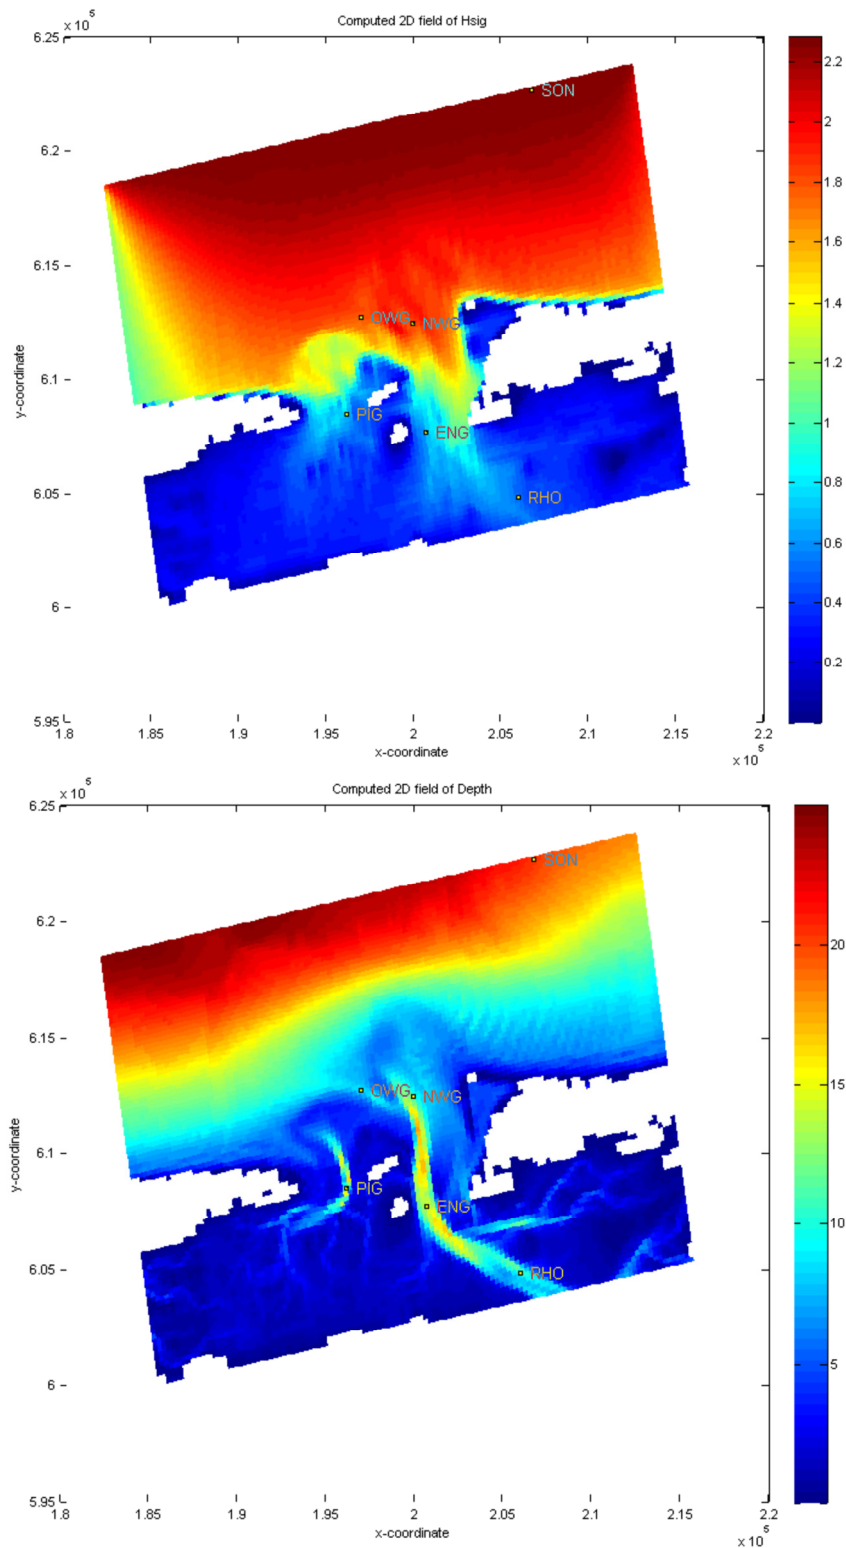 Computed 2D field of Hsig
x 10 5
6.25
6.2
6.15
6.1
6.05
6
5.95
y-coordinate
SON
OWG NWG
PIG
ENG
RHO
1.8 1.85 1.9 1.95 2 2.05 2.1 2.15 2.2
x-coordinate
x 10 5
2.2
2
1.8
1.6
1.4
1.2
1
0.8
0.6
0.4
0.2
Computed 2D field of Depth
x 10 5
6.25
6.2
6.15
6.1
6.05
6
5.95
y-coordinate
SON
OWG NWG
PIG
ENG
RHO
1.8 1.85 1.9 1.95 2 2.05 2.1 2.15 2.2
x-coordinate
x 10 5
20
15
10
5